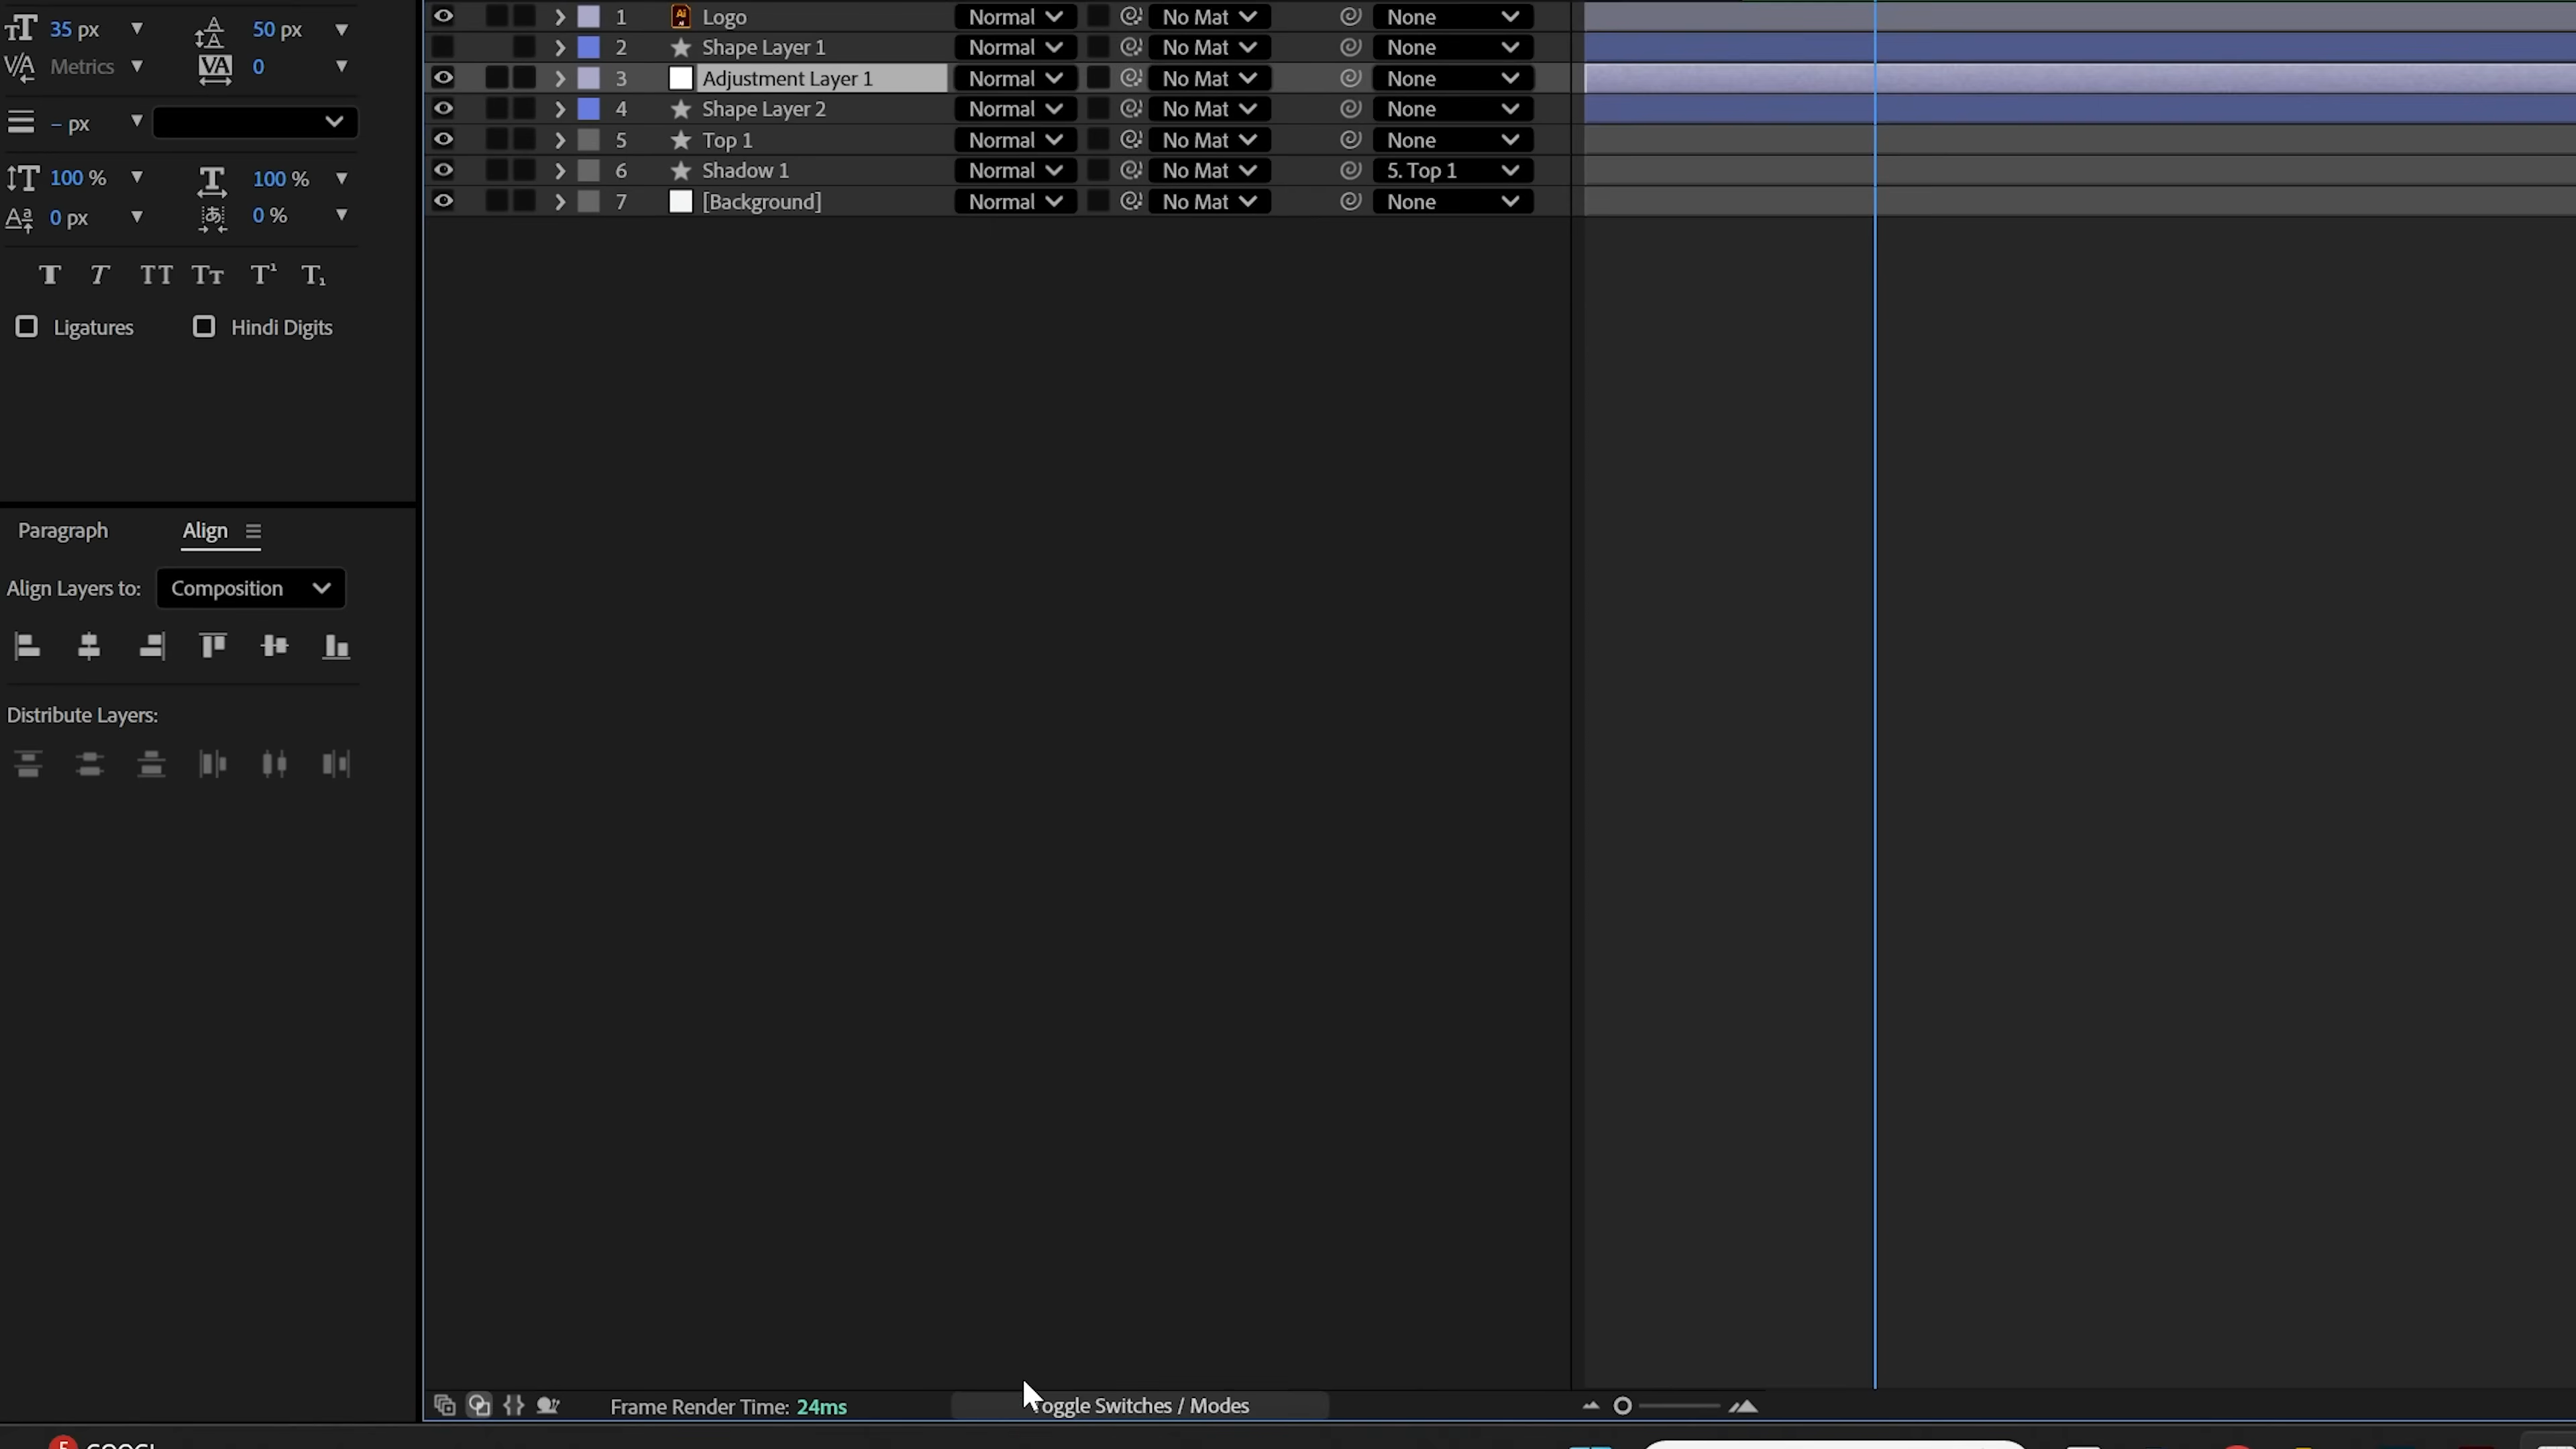 35 px 50 px
Metrics 0
– px
100 % 100 %
0 px 0 %
T T TT Tt T¹ T₁
Ligatures Hindi Digits
Paragraph Align
Align Layers to: Composition
Distribute Layers:
1 Logo Normal No Mat None
2 Shape Layer 1 Normal No Mat None
3 Adjustment Layer 1 Normal No Mat None
4 Shape Layer 2 Normal No Mat None
5 Top 1 Normal No Mat None
6 Shadow 1 Normal No Mat 5. Top 1
7 [Background] Normal No Mat None
Frame Render Time: 24ms oggle Switches / Modes